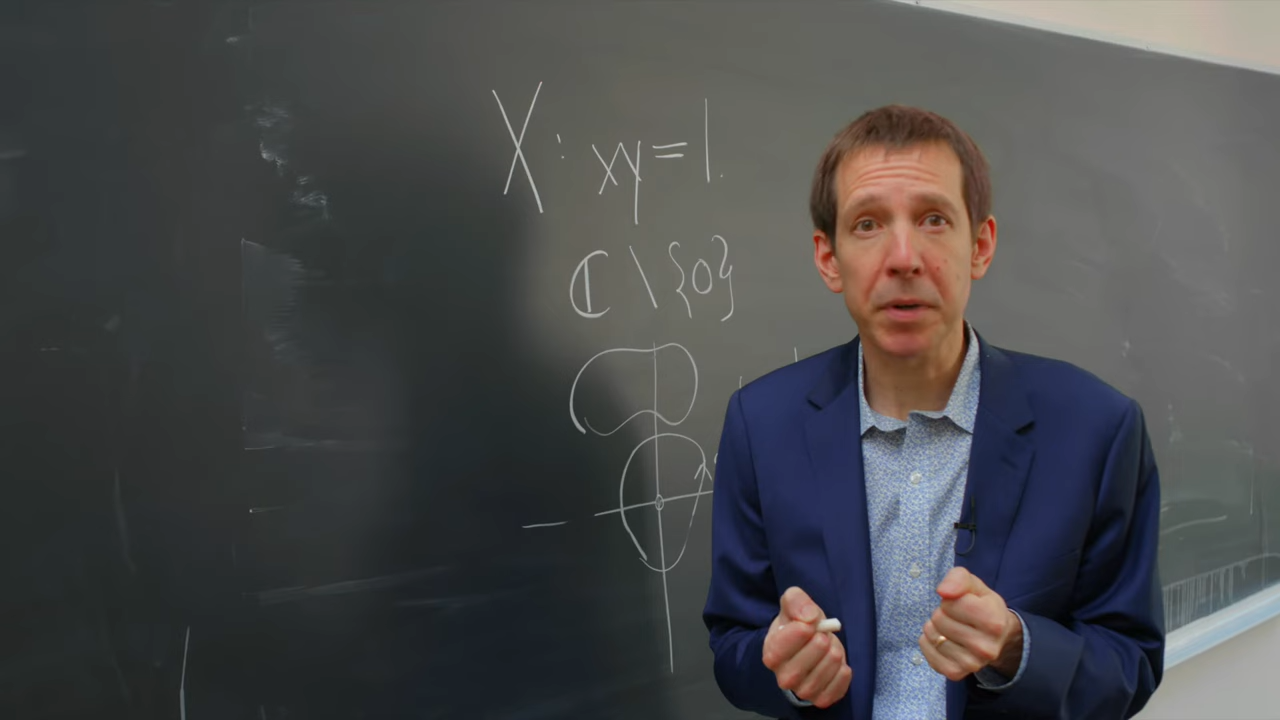 X: xy=1.
ℂ \ {0}